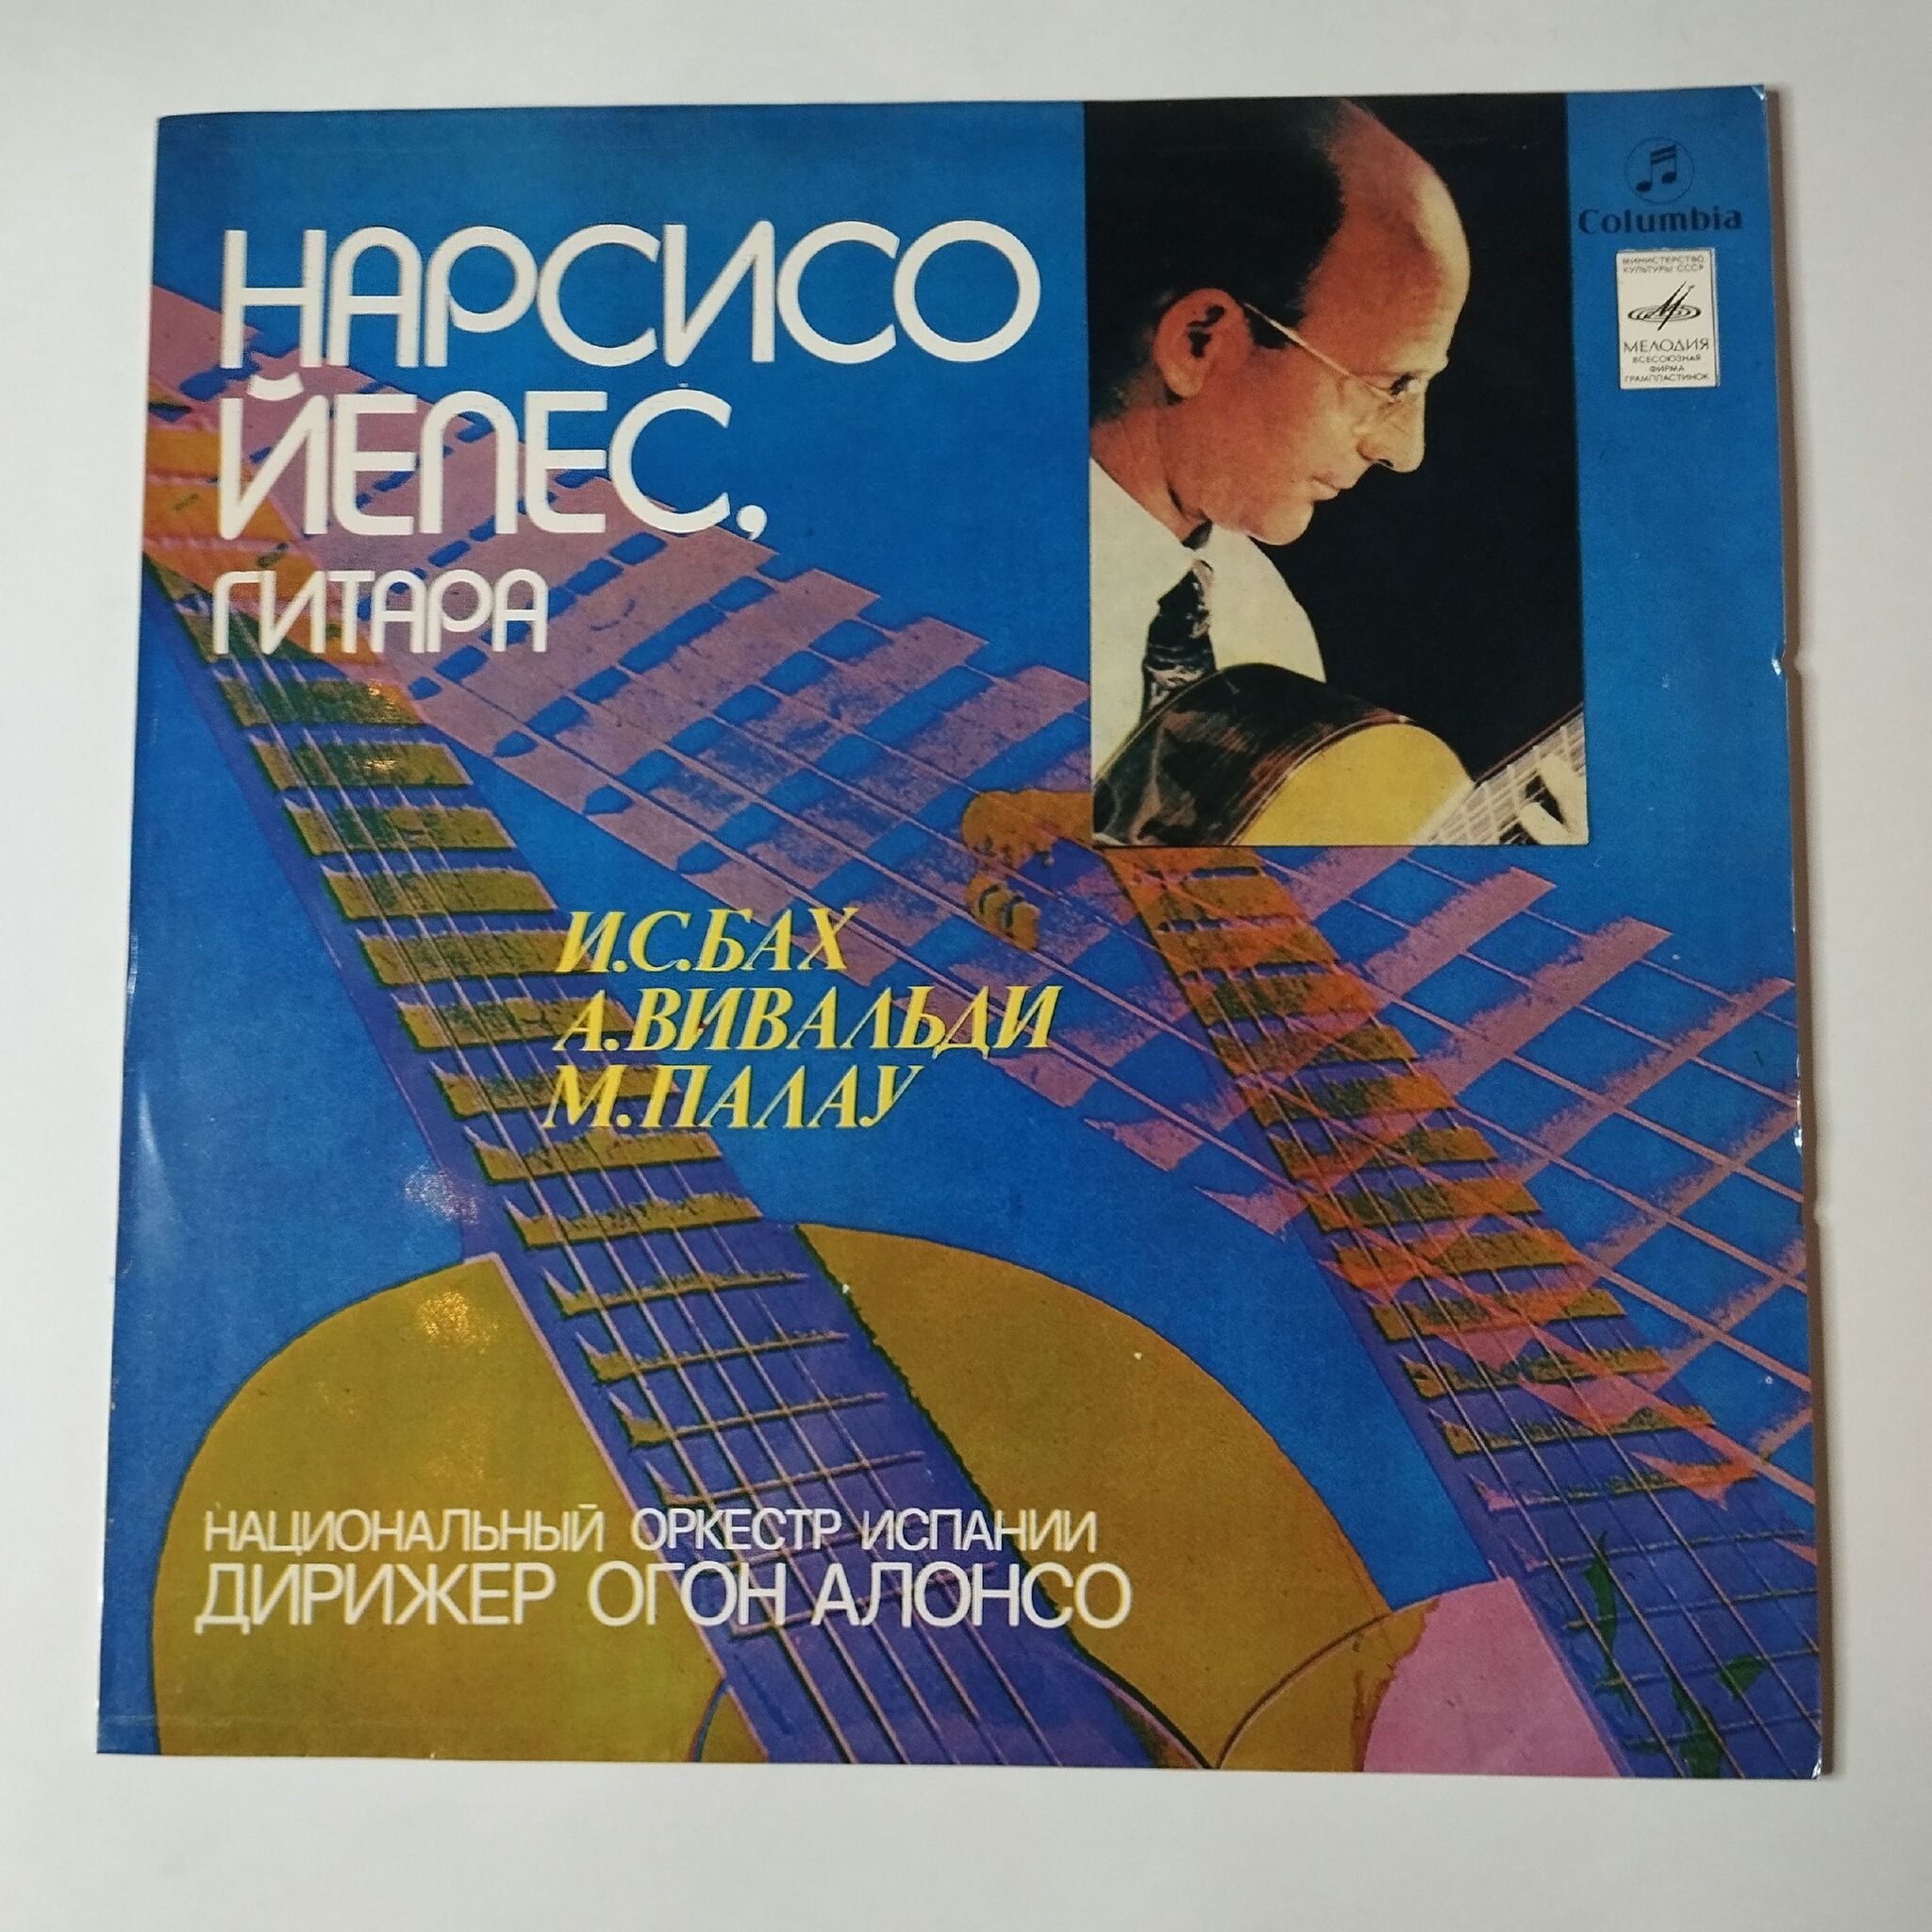 НАРСИСО
ЙЕПЕС,
ГИТАРА
Columbia
МИНИСТЕРСТВО
КУЛЬТУРЫ СССР
МЕЛОДИЯ
ВСЕСОЮЗНАЯ
ФИРМА
ГРАМПЛАСТИНОК
И.С.БАХ
А.ВИВАЛЬДИ
М.ПАЛАУ
НАЦИОНАЛЬНЫЙ ОРКЕСТР ИСПАНИИ
ДИРИЖЕР ОГОН АЛОНСО